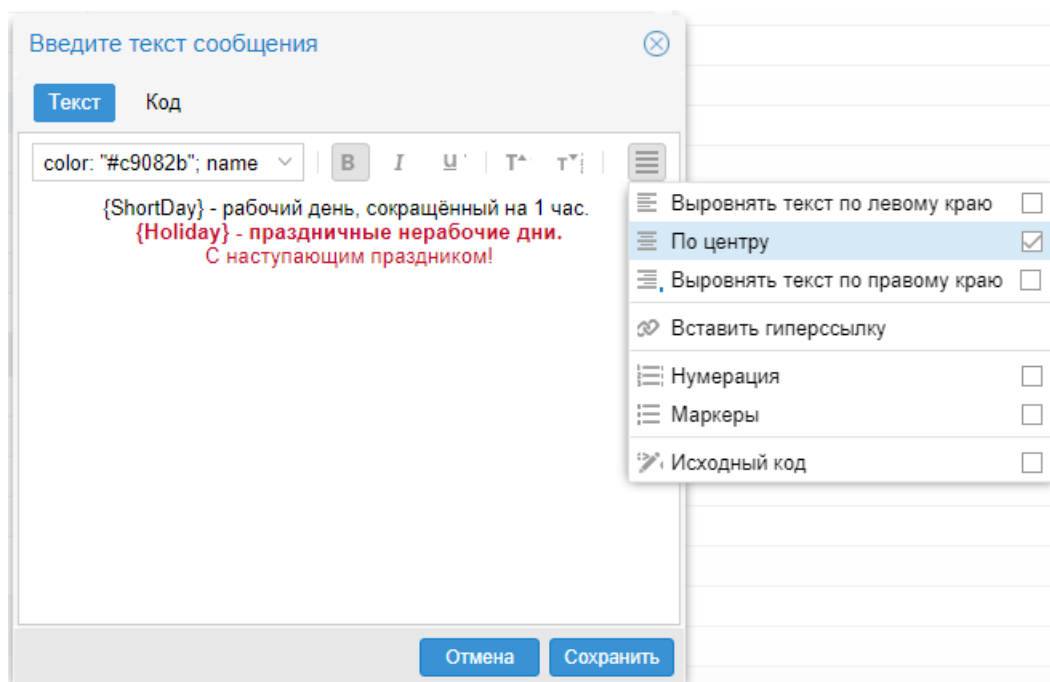 Введите текст сообщения
Текст Код
color: "#c9082b"; name B I U T T
{ShortDay} - рабочий день, сокращённый на 1 час.
{Holiday} - праздничные нерабочие дни.
С наступающим праздником!
Выровнять текст по левому краю
По центру
Выровнять текст по правому краю
Вставить гиперссылку
Нумерация
Маркеры
Исходный код
Отмена Сохранить